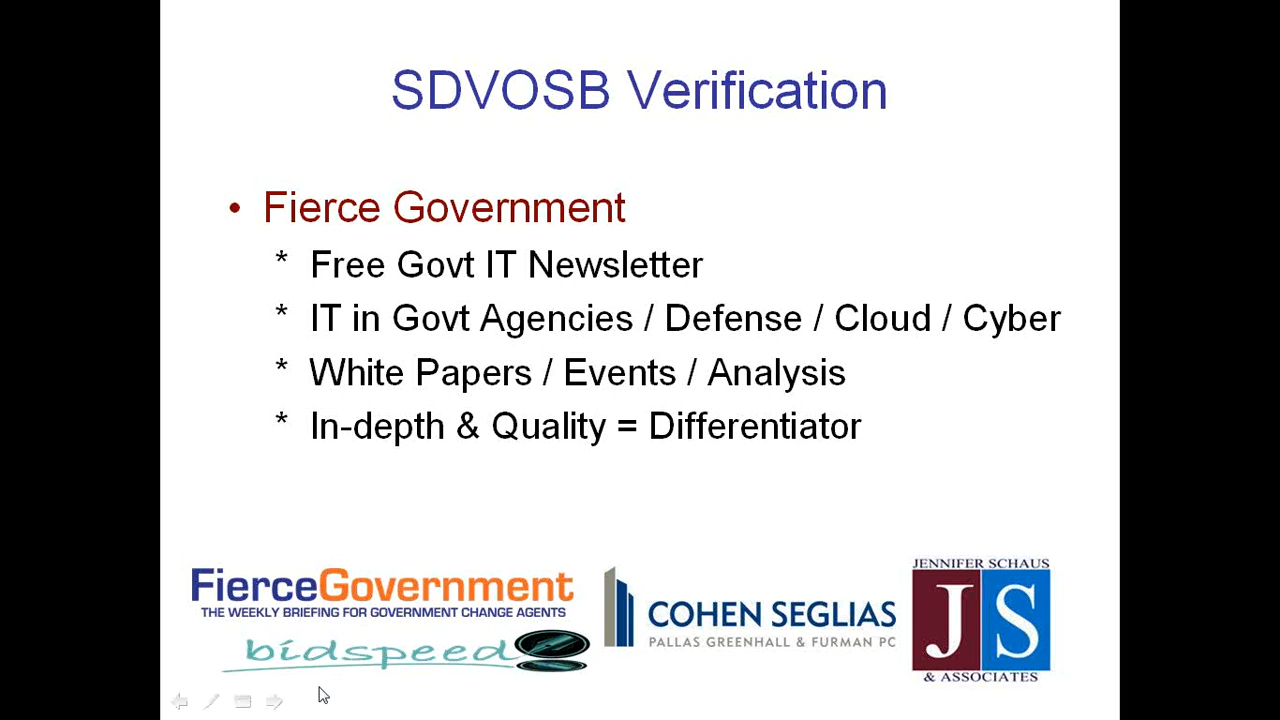 SDVOSB Verification
• Fierce Government
* Free Govt IT Newsletter
* IT in Govt Agencies / Defense / Cloud / Cyber
* White Papers / Events / Analysis
* In-depth & Quality = Differentiator
FierceGovernment
THE WEEKLY BRIEFING FOR GOVERNMENT CHANGE AGENTS
bidspeed
COHEN SEGLIAS
PALLAS GREENHALL & FURMAN PC
JENNIFER SCHAUS
JS
& ASSOCIATES